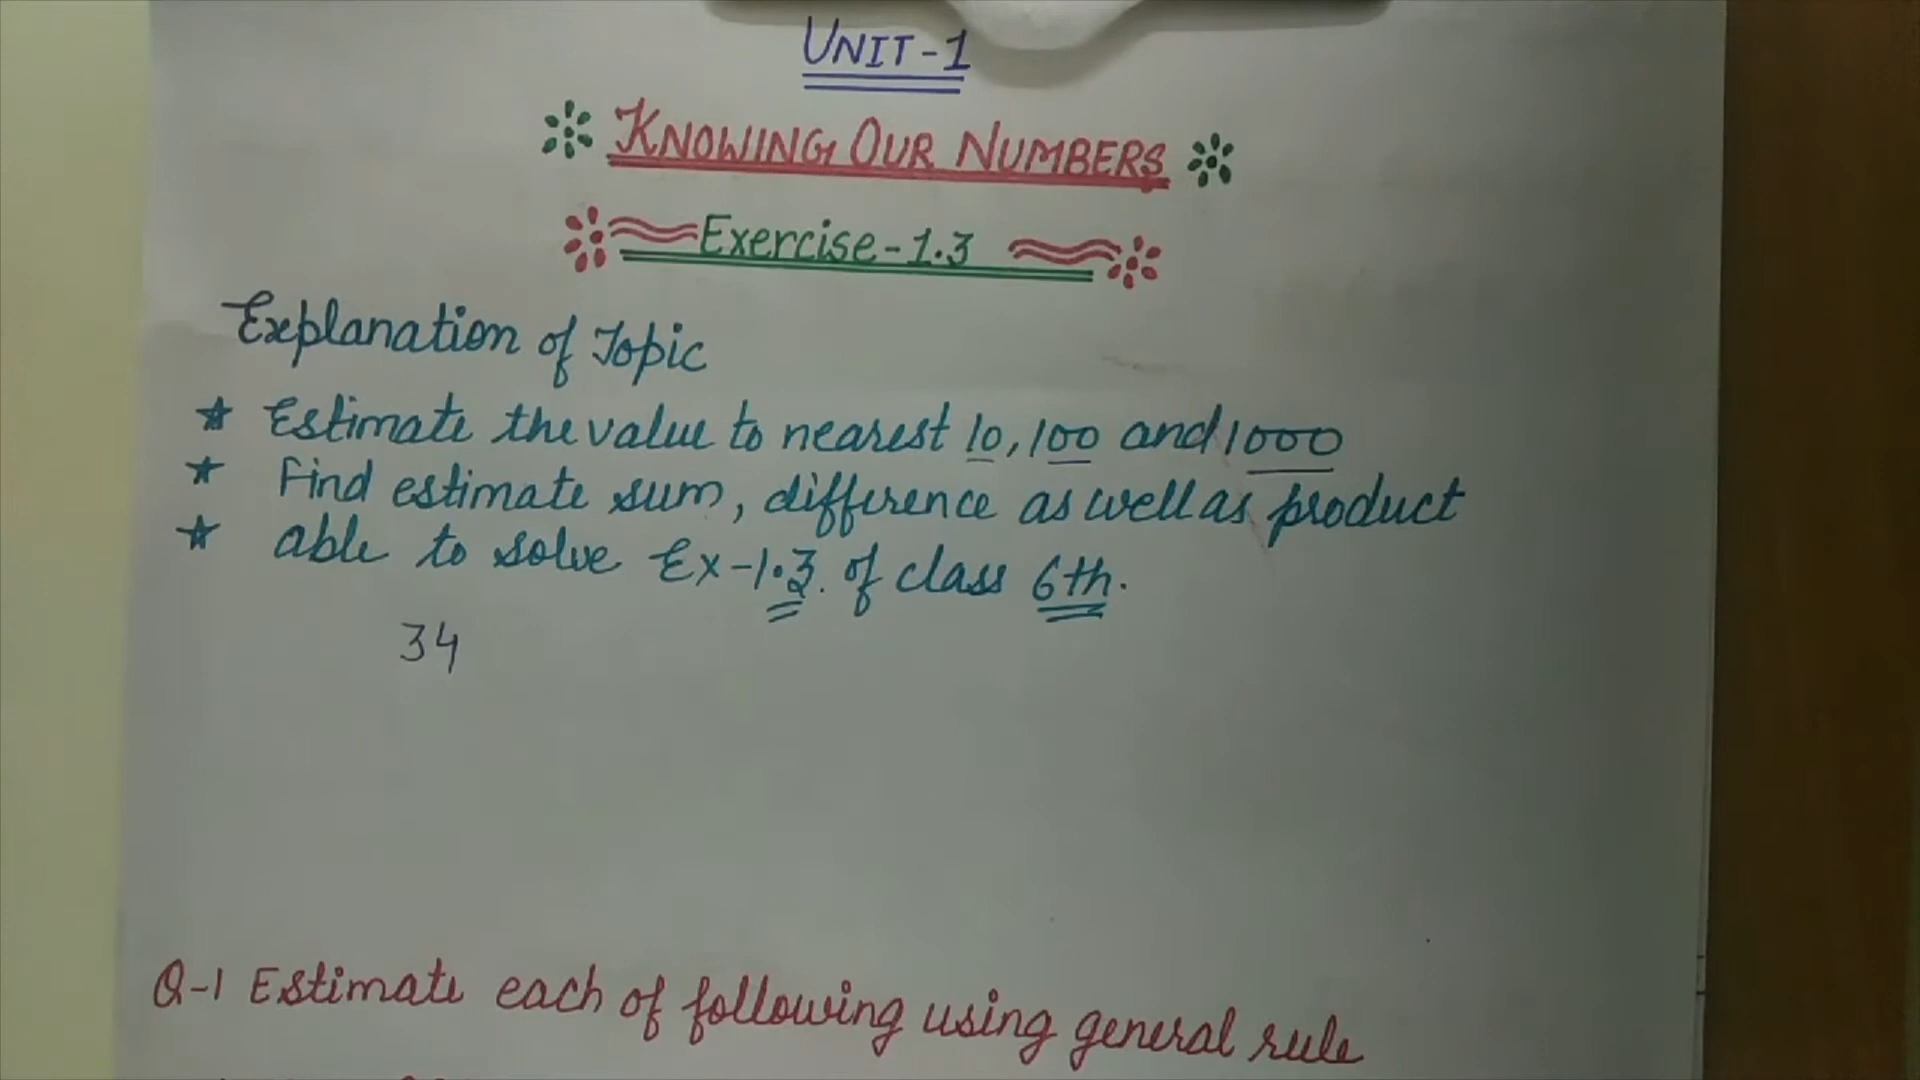 UNIT-1
KNOWING OUR NUMBERS
Exercise-1.3
Explanation of Topic
★ Estimate the value to nearest 10, 100 and 1000
★ Find estimate sum, difference as well as product
★ able to solve Ex-1.3. of class 6th.
34
Q-1 Estimate each of following using general rule